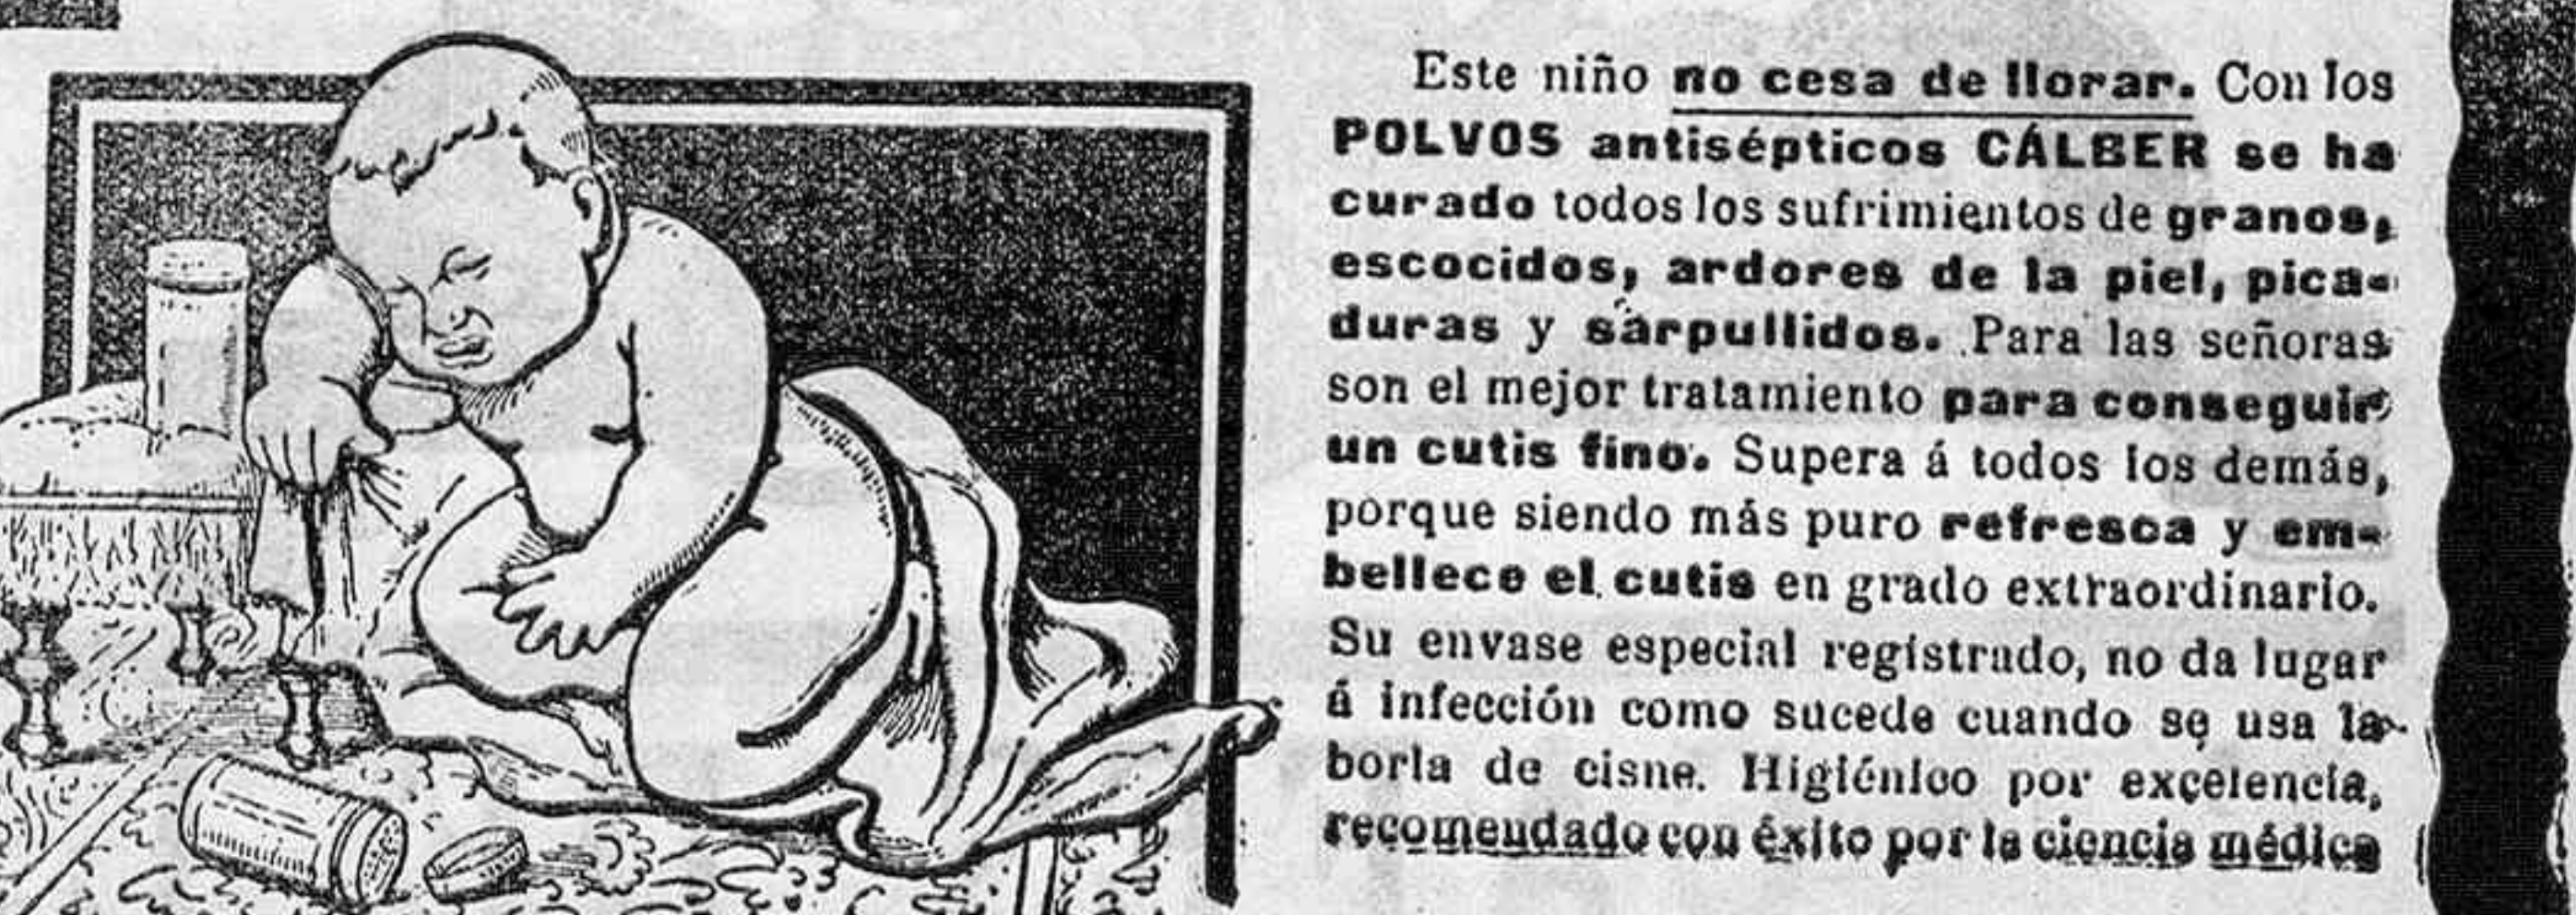 Este niño no cesa de llorar. Con los
POLVOS antisépticos CÁLBER se ha
curado todos los sufrimientos de granos,
escocidos, ardores de la piel, pica-
duras y sarpullidos. Para las señoras
son el mejor tratamiento para conseguir
un cutis fino. Supera á todos los demás,
porque siendo más puro refresca y em-
bellece el cutis en grado extraordinario.
Su envase especial registrado, no da lugar
á infección como sucede cuando se usa la
borla de cisne. Higiénico por excelencia,
recomendado con éxito por la ciencia médica